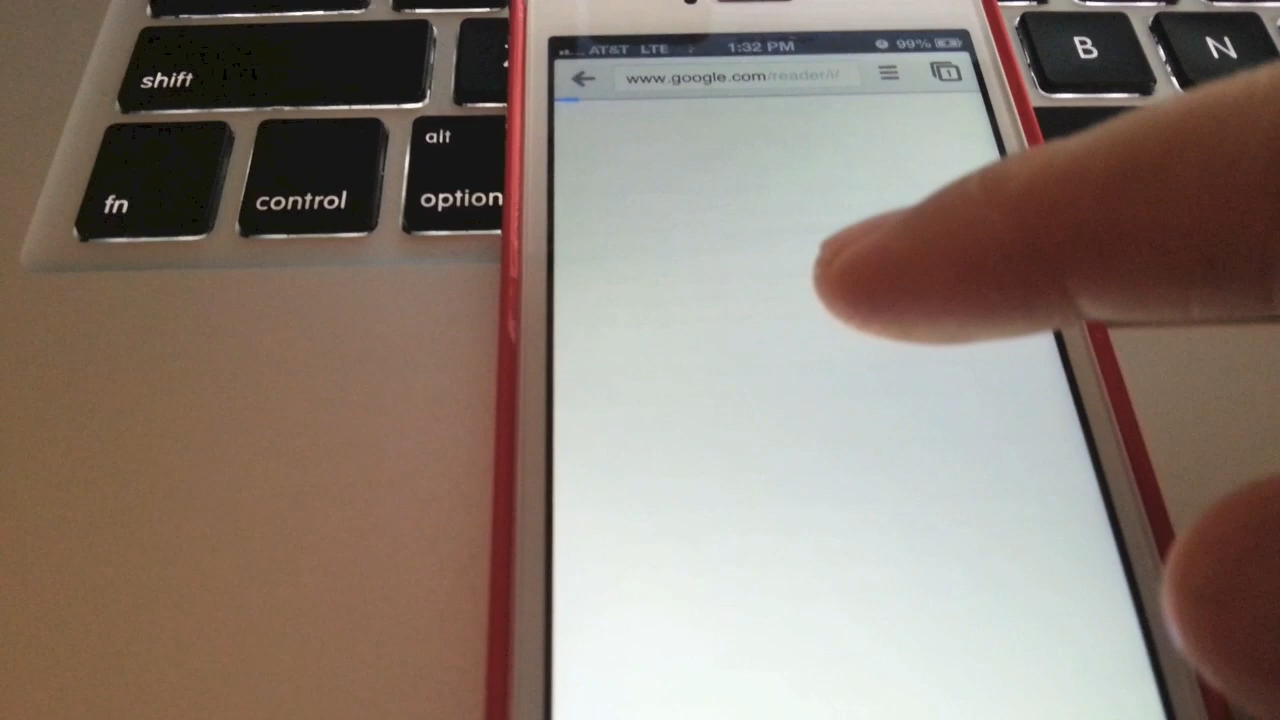 AT&T LTE 1:32 PM 99%
www.google.com/reader/i/
1
shift
B
N
alt
fn
control
option